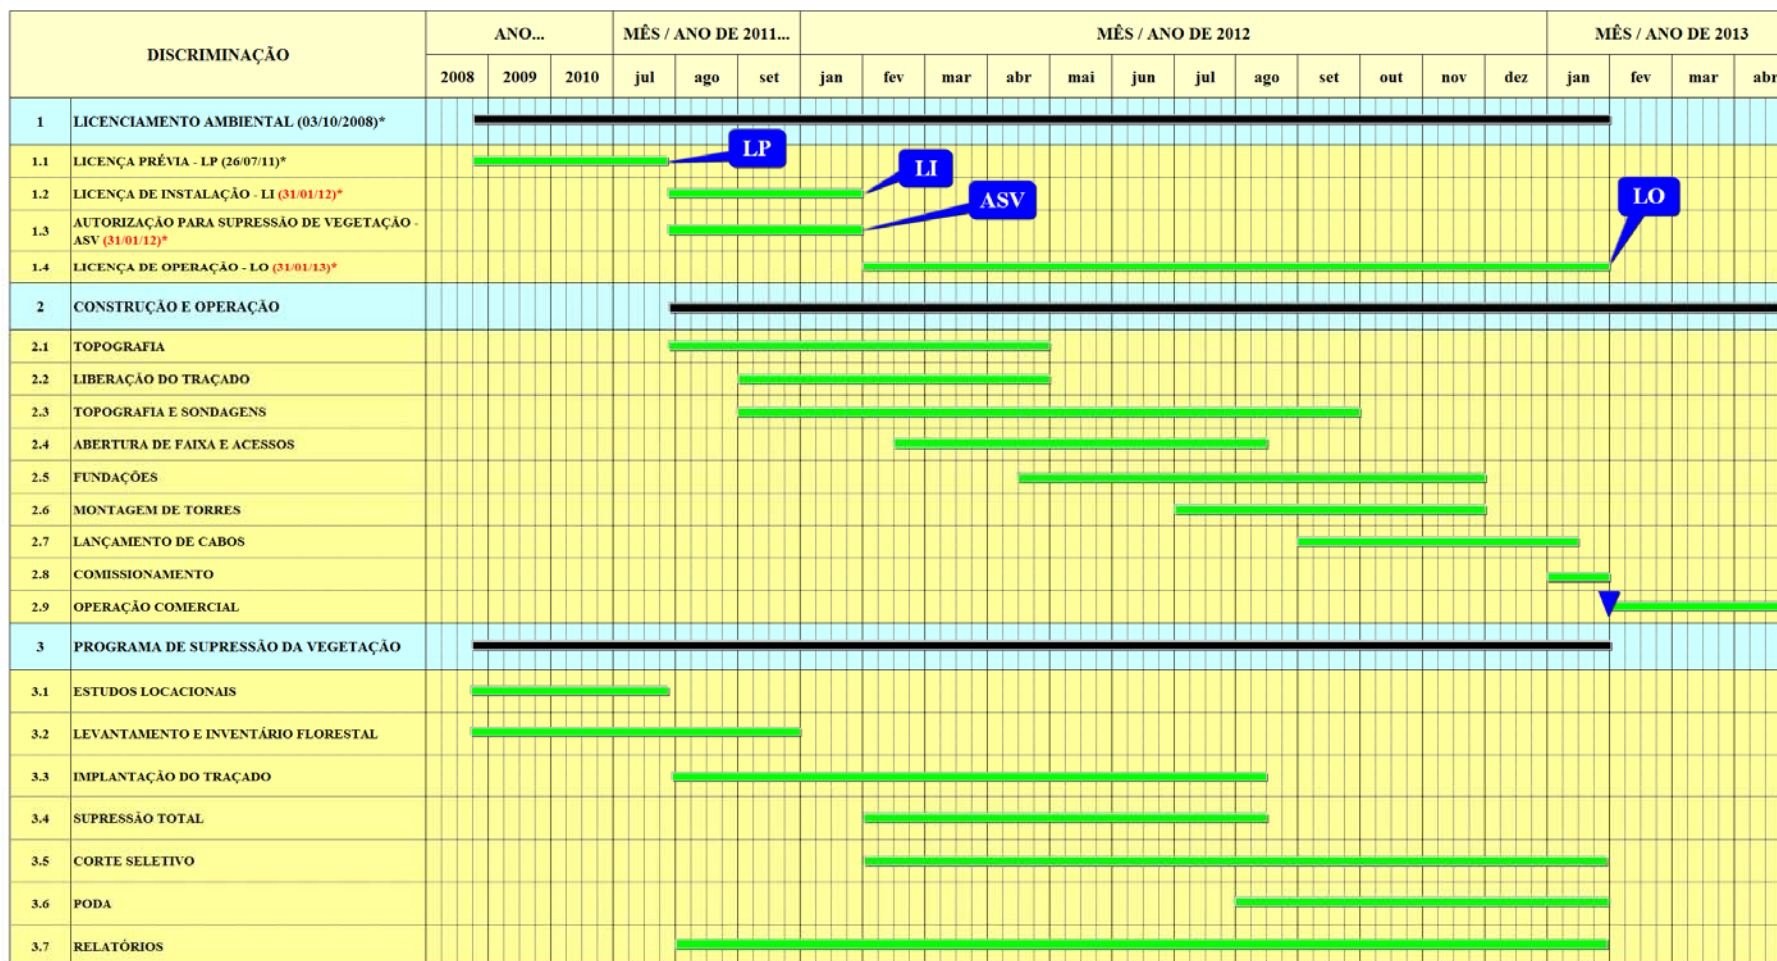 DISCRIMINAÇÃO
ANO...
MÊS / ANO DE 2011...
MÊS / ANO DE 2012
MÊS / ANO DE 2013
2008 2009 2010 jul ago set jan fev mar abr mai jun jul ago set out nov dez jan fev mar abr
1 LICENCIAMENTO AMBIENTAL (03/10/2008)*
1.1 LICENÇA PRÉVIA - LP (26/07/11)*
LP
1.2 LICENÇA DE INSTALAÇÃO - LI (31/01/12)*
LI
1.3 AUTORIZAÇÃO PARA SUPRESSÃO DE VEGETAÇÃO -
ASV (31/01/12)*
ASV
1.4 LICENÇA DE OPERAÇÃO - LO (31/01/13)*
LO
2 CONSTRUÇÃO E OPERAÇÃO
2.1 TOPOGRAFIA
2.2 LIBERAÇÃO DO TRAÇADO
2.3 TOPOGRAFIA E SONDAGENS
2.4 ABERTURA DE FAIXA E ACESSOS
2.5 FUNDAÇÕES
2.6 MONTAGEM DE TORRES
2.7 LANÇAMENTO DE CABOS
2.8 COMISSIONAMENTO
2.9 OPERAÇÃO COMERCIAL
3 PROGRAMA DE SUPRESSÃO DA VEGETAÇÃO
3.1 ESTUDOS LOCACIONAIS
3.2 LEVANTAMENTO E INVENTÁRIO FLORESTAL
3.3 IMPLANTAÇÃO DO TRAÇADO
3.4 SUPRESSÃO TOTAL
3.5 CORTE SELETIVO
3.6 PODA
3.7 RELATÓRIOS